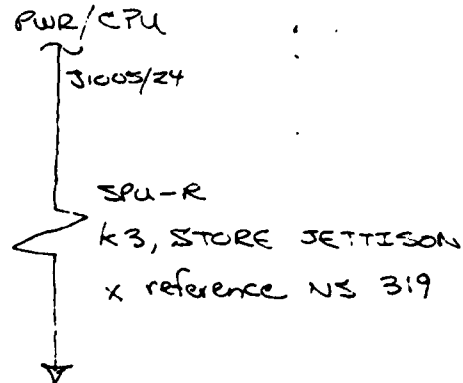 PWR/CPU
J1005/24
SPU-R
K3, STORE JETTISON
x reference NS 319